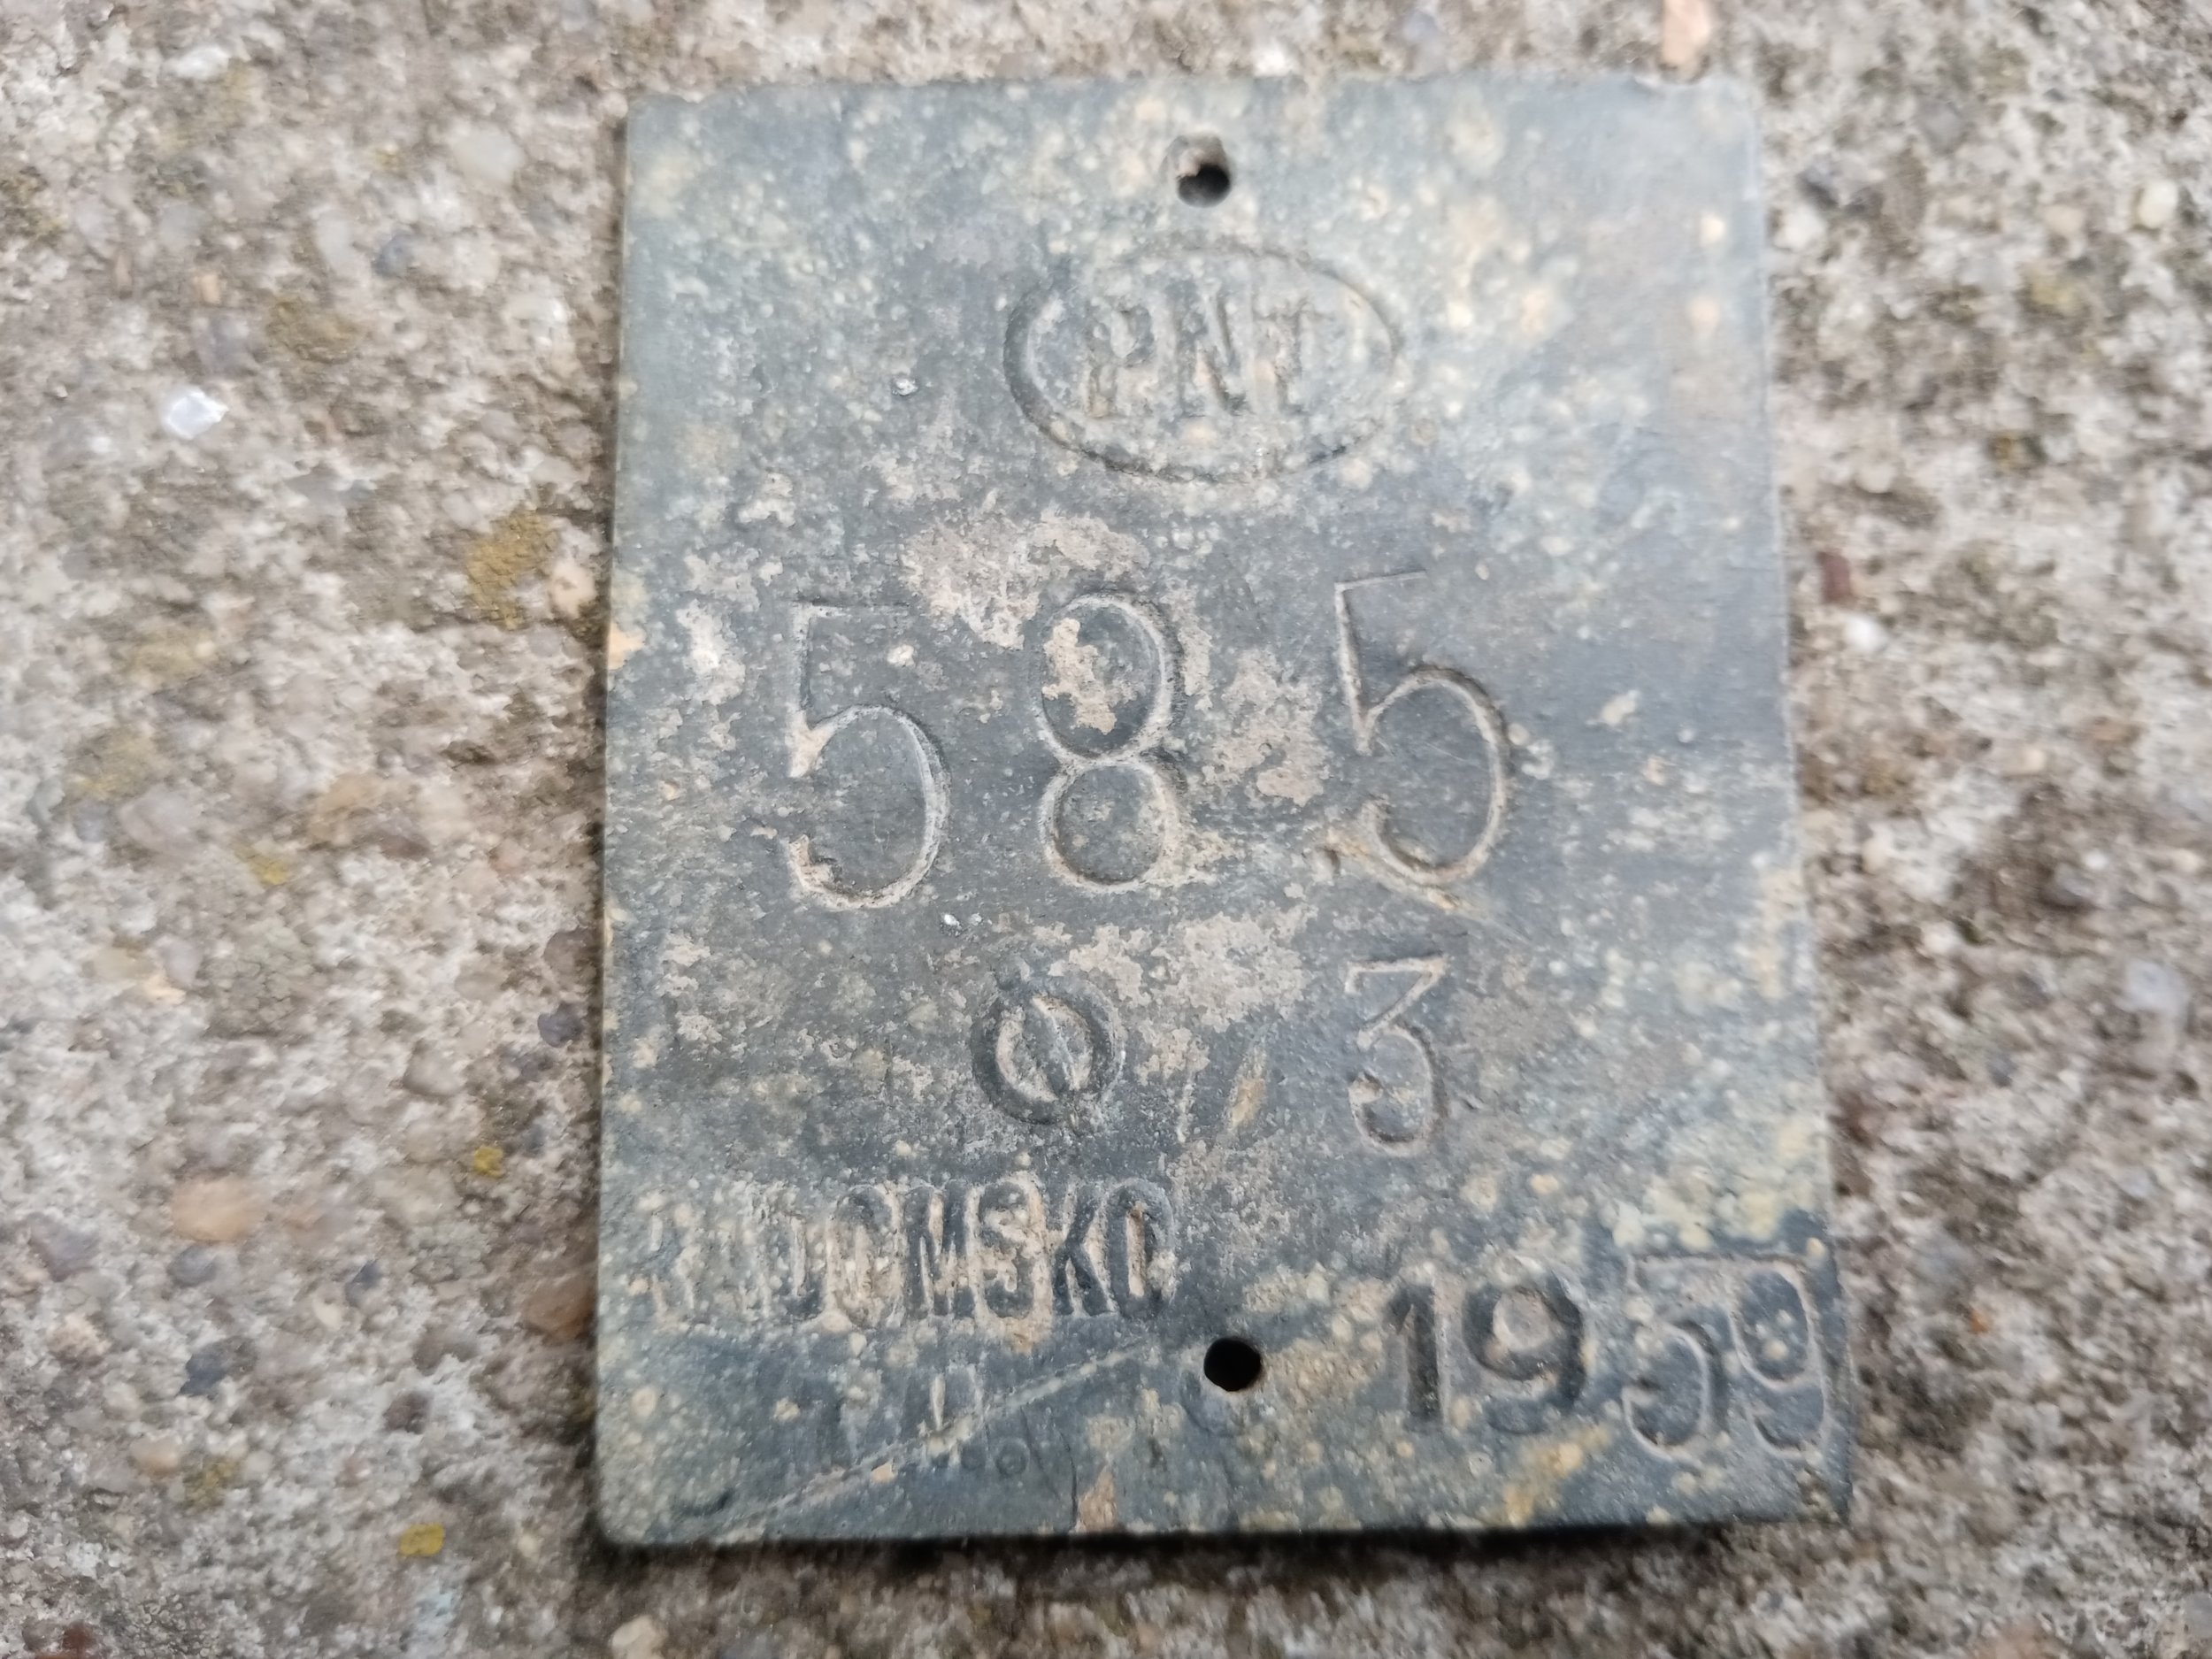 PNT
585
Φ 3
RADOMSKO
1959